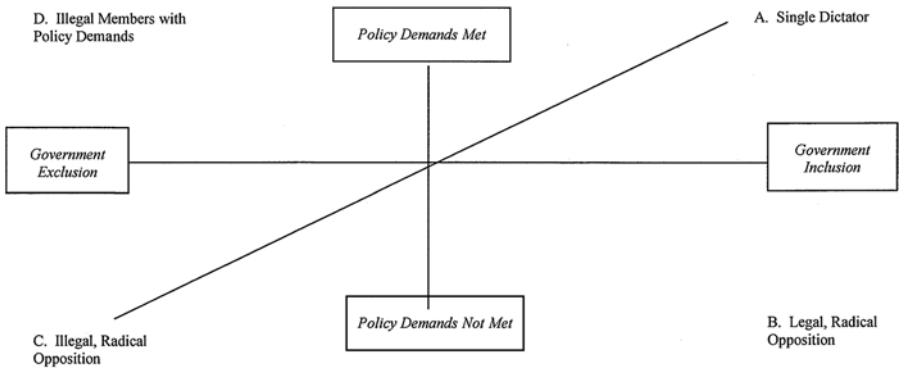 D. Illegal Members with
Policy Demands
Policy Demands Met
A. Single Dictator
Government
Exclusion
Government
Inclusion
Policy Demands Not Met
C. Illegal, Radical
Opposition
B. Legal, Radical
Opposition